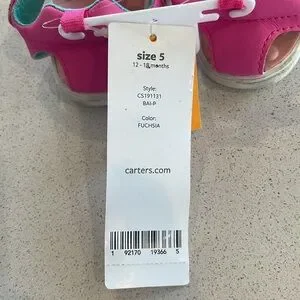 size 5
12 - 18 months
Style:
CS191131
BAI-P
Color:
FUCHSIA
carters.com
1 92170 19366 5